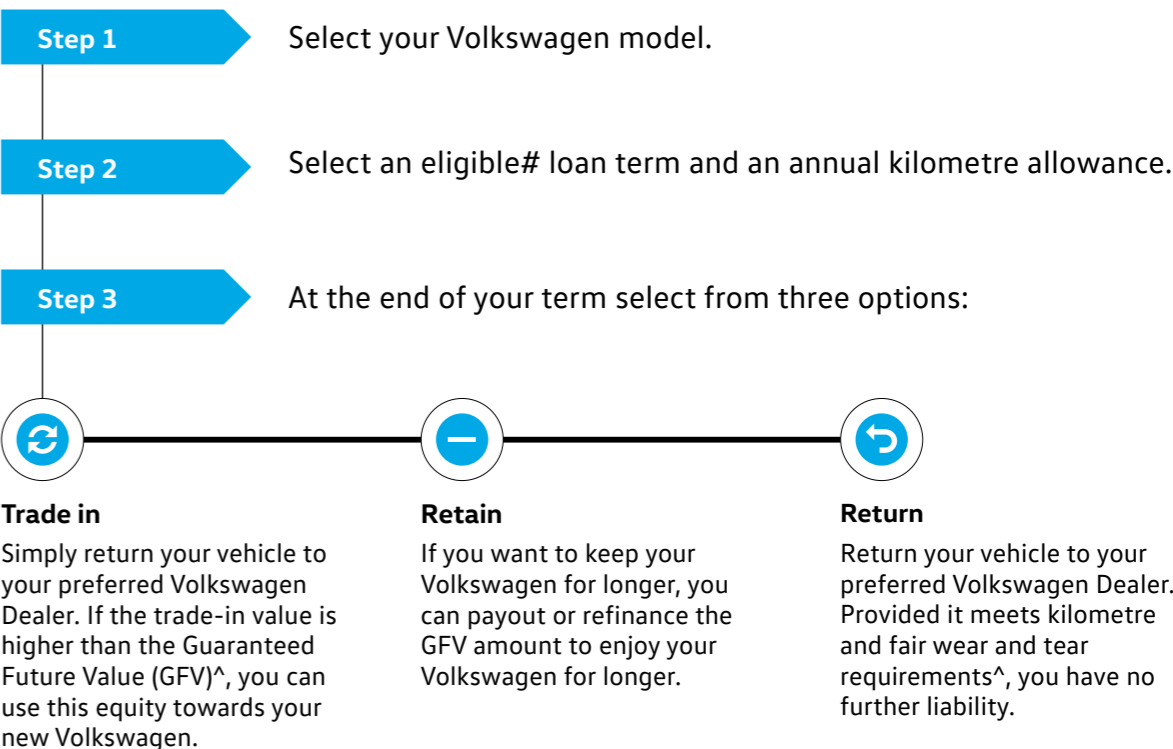 Step 1
Select your Volkswagen model.
Step 2
Select an eligible# loan term and an annual kilometre allowance.
Step 3
At the end of your term select from three options:
Trade in
Simply return your vehicle to
your preferred Volkswagen
Dealer. If the trade-in value is
higher than the Guaranteed
Future Value (GFV)^, you can
use this equity towards your
new Volkswagen.
Retain
If you want to keep your
Volkswagen for longer, you
can payout or refinance the
GFV amount to enjoy your
Volkswagen for longer.
Return
Return your vehicle to your
preferred Volkswagen Dealer.
Provided it meets kilometre
and fair wear and tear
requirements^, you have no
further liability.